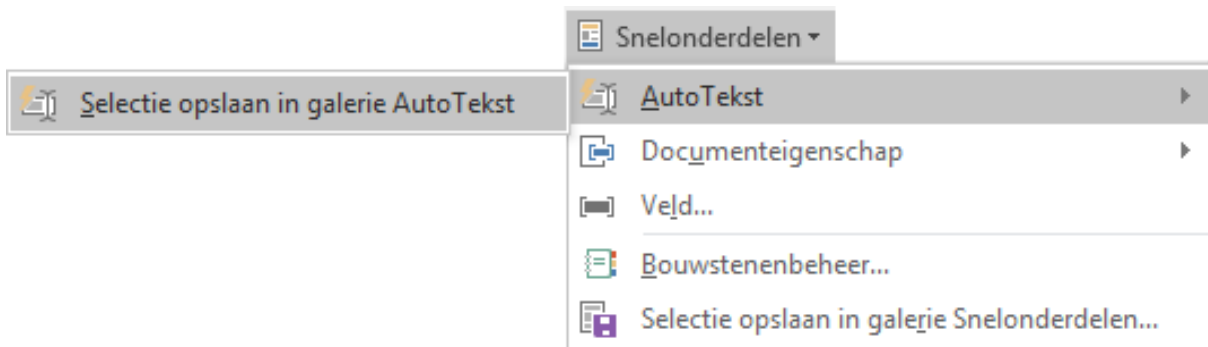 Snelonderdelen
Selectie opslaan in galerie AutoTekst
AutoTekst
Documenteigenschap
Veld...
Bouwstenenbeheer...
Selectie opslaan in galerie Snelonderdelen...